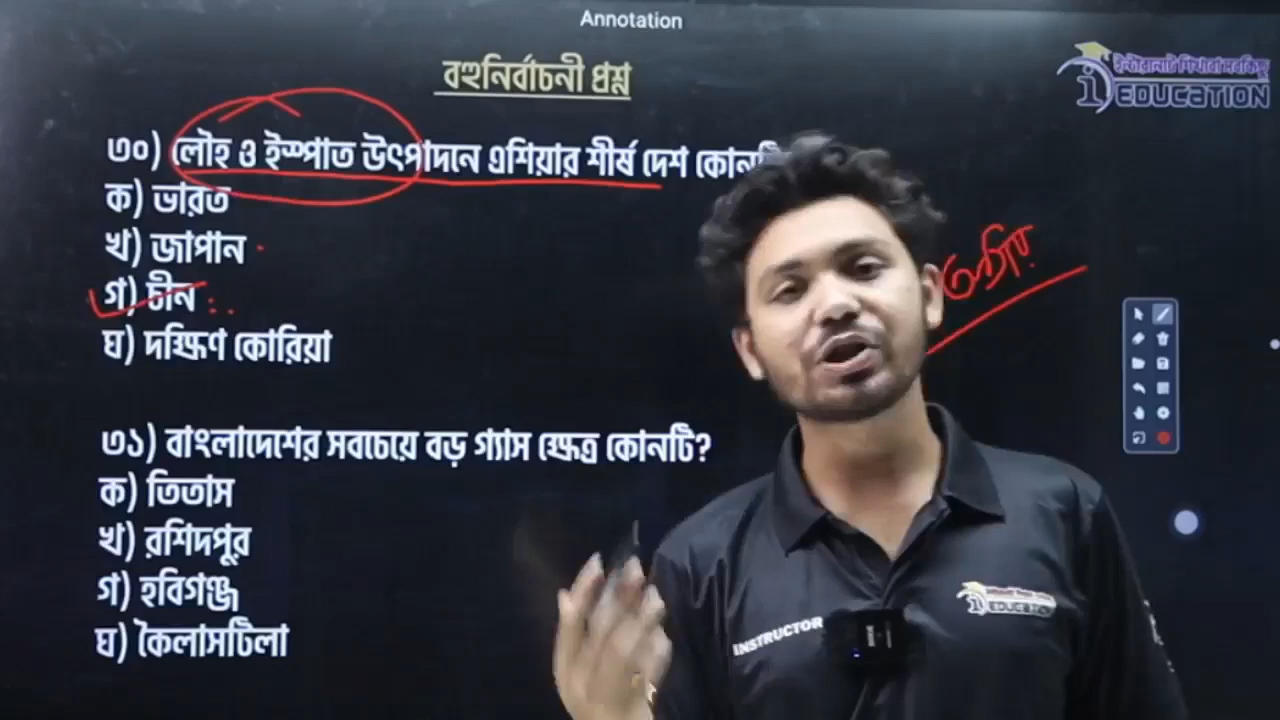 Annotation
বহুনির্বাচনী প্রশ্ন
EDUCATION
৩০) লৌহ ও ইস্পাত উৎপাদনে এশিয়ার শীর্ষ দেশ
ক) ভারত
খ) জাপান
গ) চীন
ঘ) দক্ষিণ কোরিয়া
৩১) বাংলাদেশের সবচেয়ে বড় গ্যাস ক্ষেত্র কোনটি?
ক) তিতাস
খ) রশিদপুর
গ) হবিগঞ্জ
ঘ) কৈলাসটিলা
INSTRUCTOR
EDUCATION